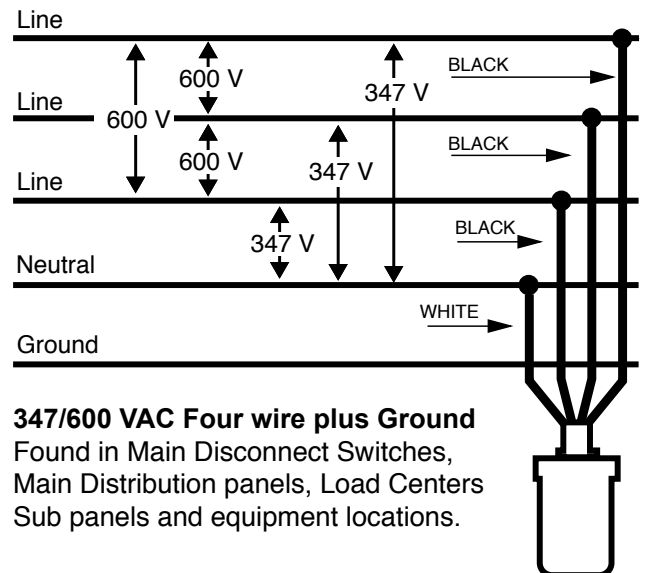 Line
600 V
347 V
BLACK
Line
600 V
600 V
347 V
BLACK
Line
347 V
BLACK
Neutral
WHITE
Ground
347/600 VAC Four wire plus Ground
Found in Main Disconnect Switches,
Main Distribution panels, Load Centers
Sub panels and equipment locations.